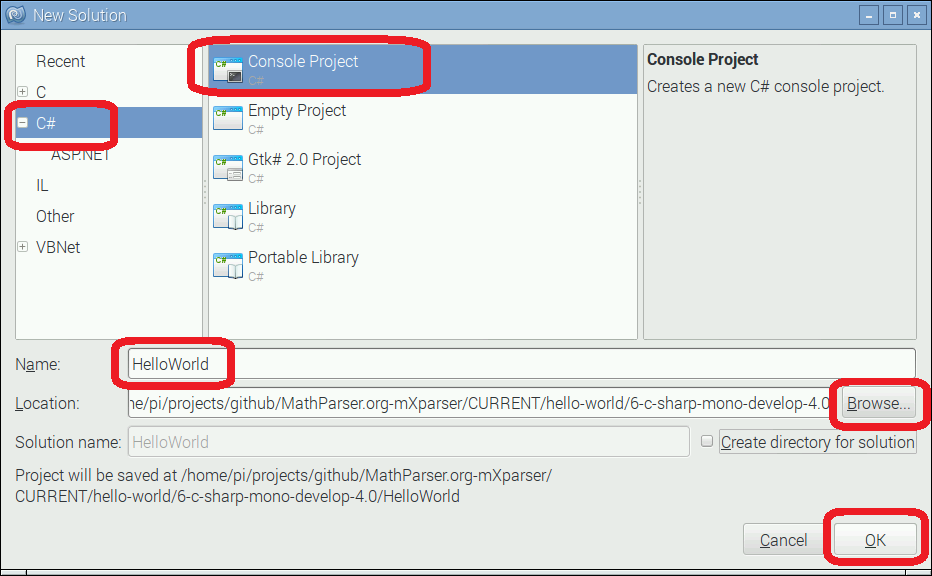 New Solution
Recent
C
C#
ASP.NET
IL
Other
VBNet
Console Project
C#
Empty Project
C#
Gtk# 2.0 Project
C#
Library
C#
Portable Library
C#
Console Project
Creates a new C# console project.
Name: HelloWorld
Location: ne/pi/projects/github/MathParser.org-mXparser/CURRENT/hello-world/6-c-sharp-mono-develop-4.0 Browse...
Solution name: HelloWorld Create directory for solution
Project will be saved at /home/pi/projects/github/MathParser.org-mXparser/
CURRENT/hello-world/6-c-sharp-mono-develop-4.0/HelloWorld
Cancel OK